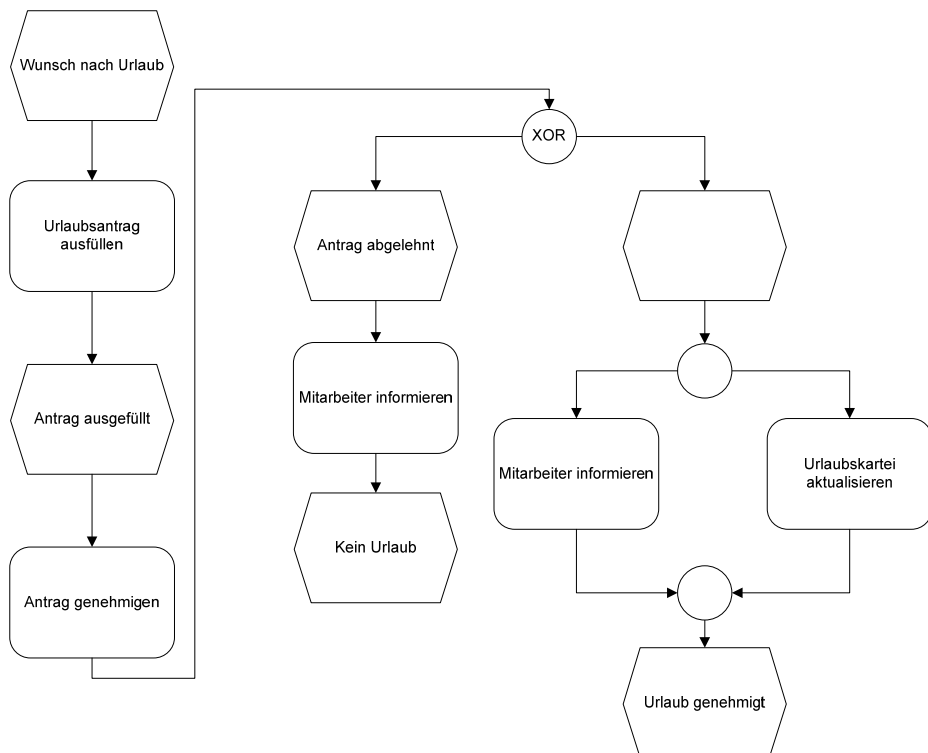 Wunsch nach Urlaub
Urlaubsantrag
ausfüllen
Antrag ausgefüllt
Antrag genehmigen
XOR
Antrag abgelehnt
Mitarbeiter informieren
Kein Urlaub
Mitarbeiter informieren
Urlaubskartei
aktualisieren
Urlaub genehmigt